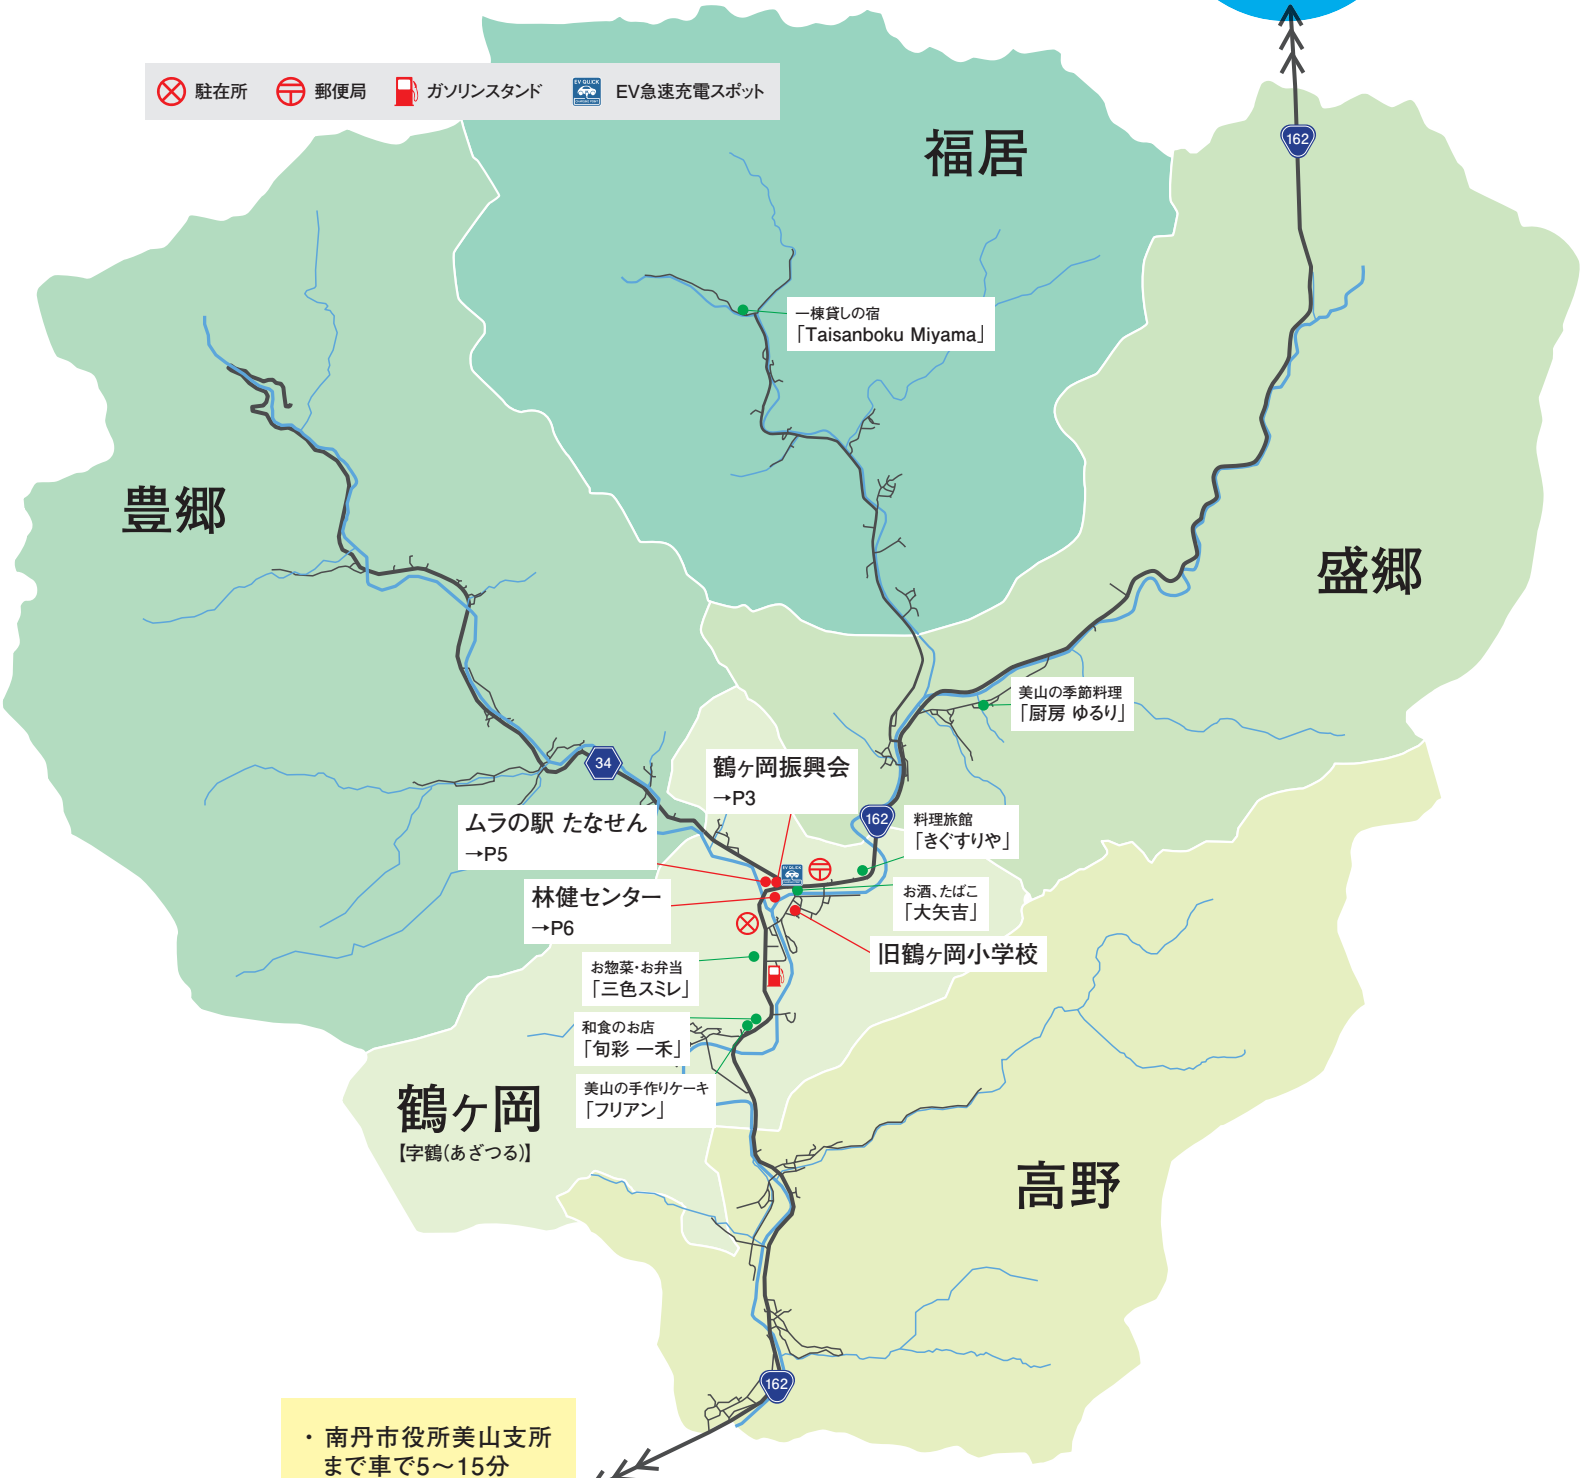 駐在所
郵便局
ガソリンスタンド
EV QUICK
EV急速充電スポット
162
福居
一棟貸しの宿
「Taisanboku Miyama」
豊郷
盛郷
美山の季節料理
「厨房 ゆるり」
34
鶴ヶ岡振興会
→P3
162
ムラの駅 たなせん
→P5
料理旅館
「きぐすりや」
EV QUICK
林健センター
→P6
お酒、たばこ
「大矢吉」
旧鶴ヶ岡小学校
お惣菜・お弁当
「三色スミレ」
和食のお店
「旬彩 一禾」
美山の手作りケーキ
「フリアン」
鶴ヶ岡
【字鶴(あざつる)】
高野
162
・ 南丹市役所美山支所
まで車で5〜15分